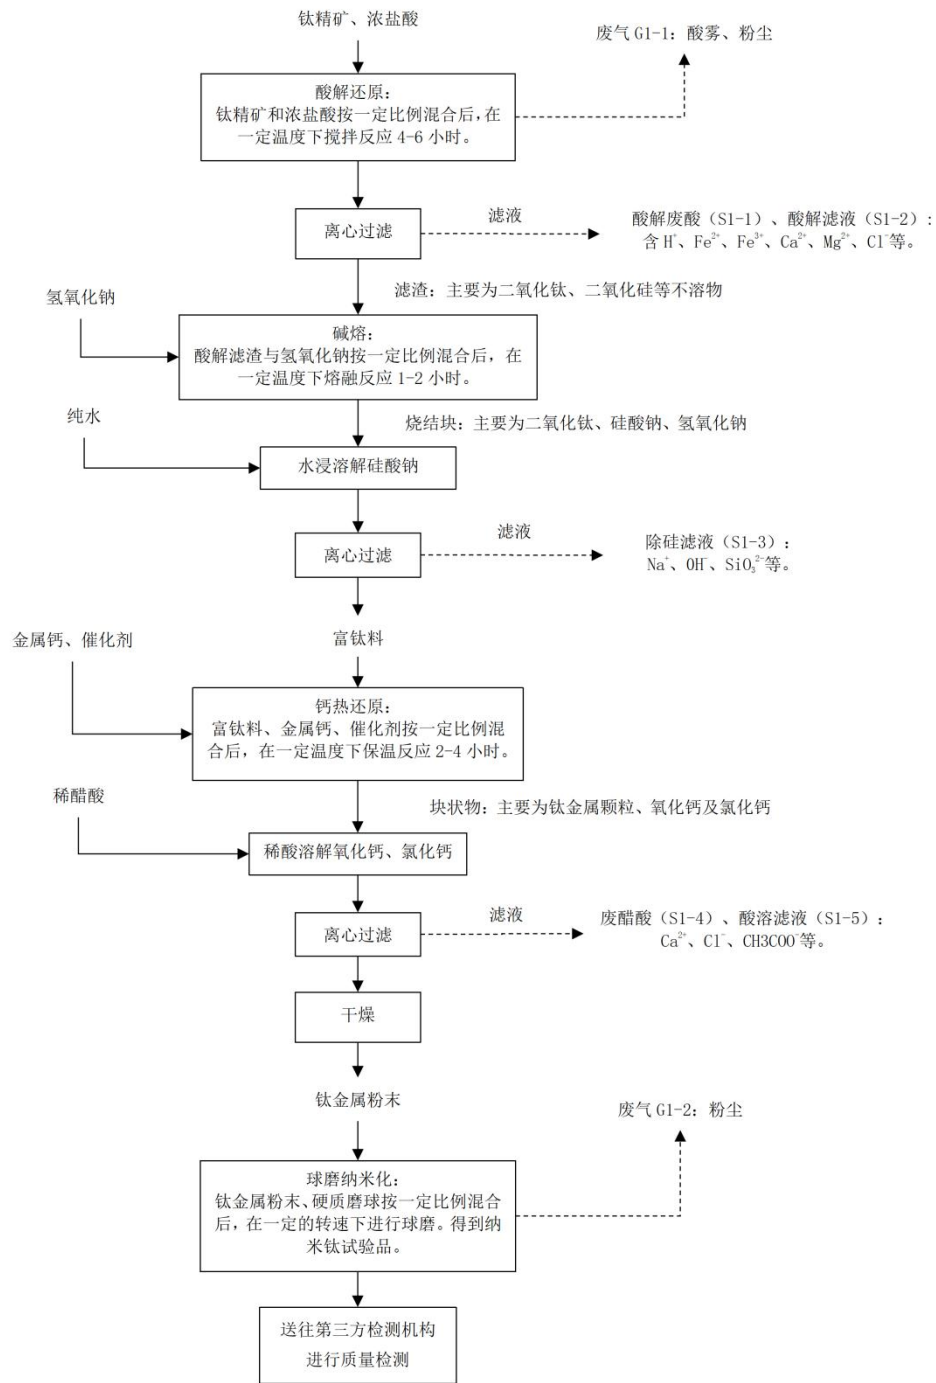 钛精矿、浓盐酸
废气 G1-1：酸雾、粉尘
酸解还原：
钛精矿和浓盐酸按一定比例混合后，在
一定温度下搅拌反应 4-6 小时。
离心过滤
滤液
酸解废酸（S1-1）、酸解滤液（S1-2）：
含 H⁺、Fe²⁺、Fe³⁺、Ca²⁺、Mg²⁺、Cl⁻等。
滤渣：主要为二氧化钛、二氧化硅等不溶物
氢氧化钠
碱熔：
酸解滤渣与氢氧化钠按一定比例混合后，在
一定温度下熔融反应 1-2 小时。
纯水
烧结块：主要为二氧化钛、硅酸钠、氢氧化钠
水浸溶解硅酸钠
离心过滤
滤液
除硅滤液（S1-3）：
Na⁺、OH⁻、SiO₃²⁻等。
富钛料
金属钙、催化剂
钙热还原：
富钛料、金属钙、催化剂按一定比例混
合后，在一定温度下保温反应 2-4 小时。
稀醋酸
块状物：主要为钛金属颗粒、氧化钙及氯化钙
稀酸溶解氧化钙、氯化钙
离心过滤
滤液
废醋酸（S1-4）、酸溶滤液（S1-5）：
Ca²⁺、Cl⁻、CH3COO⁻等。
干燥
钛金属粉末
废气 G1-2：粉尘
球磨纳米化：
钛金属粉末、硬质磨球按一定比例混合
后，在一定的转速下进行球磨。得到纳
米钛试验品。
送往第三方检测机构
进行质量检测